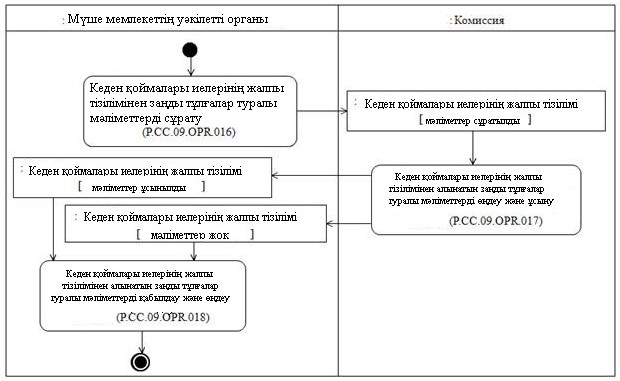 : Мүше мемлекеттің уәкілетті органы
: Комиссия
Кеден қоймалары иелерінің жалпы
тізілімінен заңды тұлғалар туралы
мәліметтерді сұрату
(P.CC.09.OPR.016)
: Кеден қоймалары иелерінің жалпы тізілімі
[ мәліметтер сұратылды ]
: Кеден қоймалары иелерінің жалпы тізілімі
[ мәліметтер ұсынылды ]
Кеден қоймалары иелерінің жалпы
тізілімінен алынатын заңды тұлғалар
туралы мәліметтерді өңдеу және ұсыну
(P.CC.09.OPR.017)
: Кеден қоймалары иелерінің жалпы тізілімі
[ мәліметтер жоқ ]
Кеден қоймалары иелерінің жалпы
тізілімінен алынатын заңды тұлғалар
туралы мәліметтерді қабылдау және өңдеу
(P.CC.09.OPR.018)